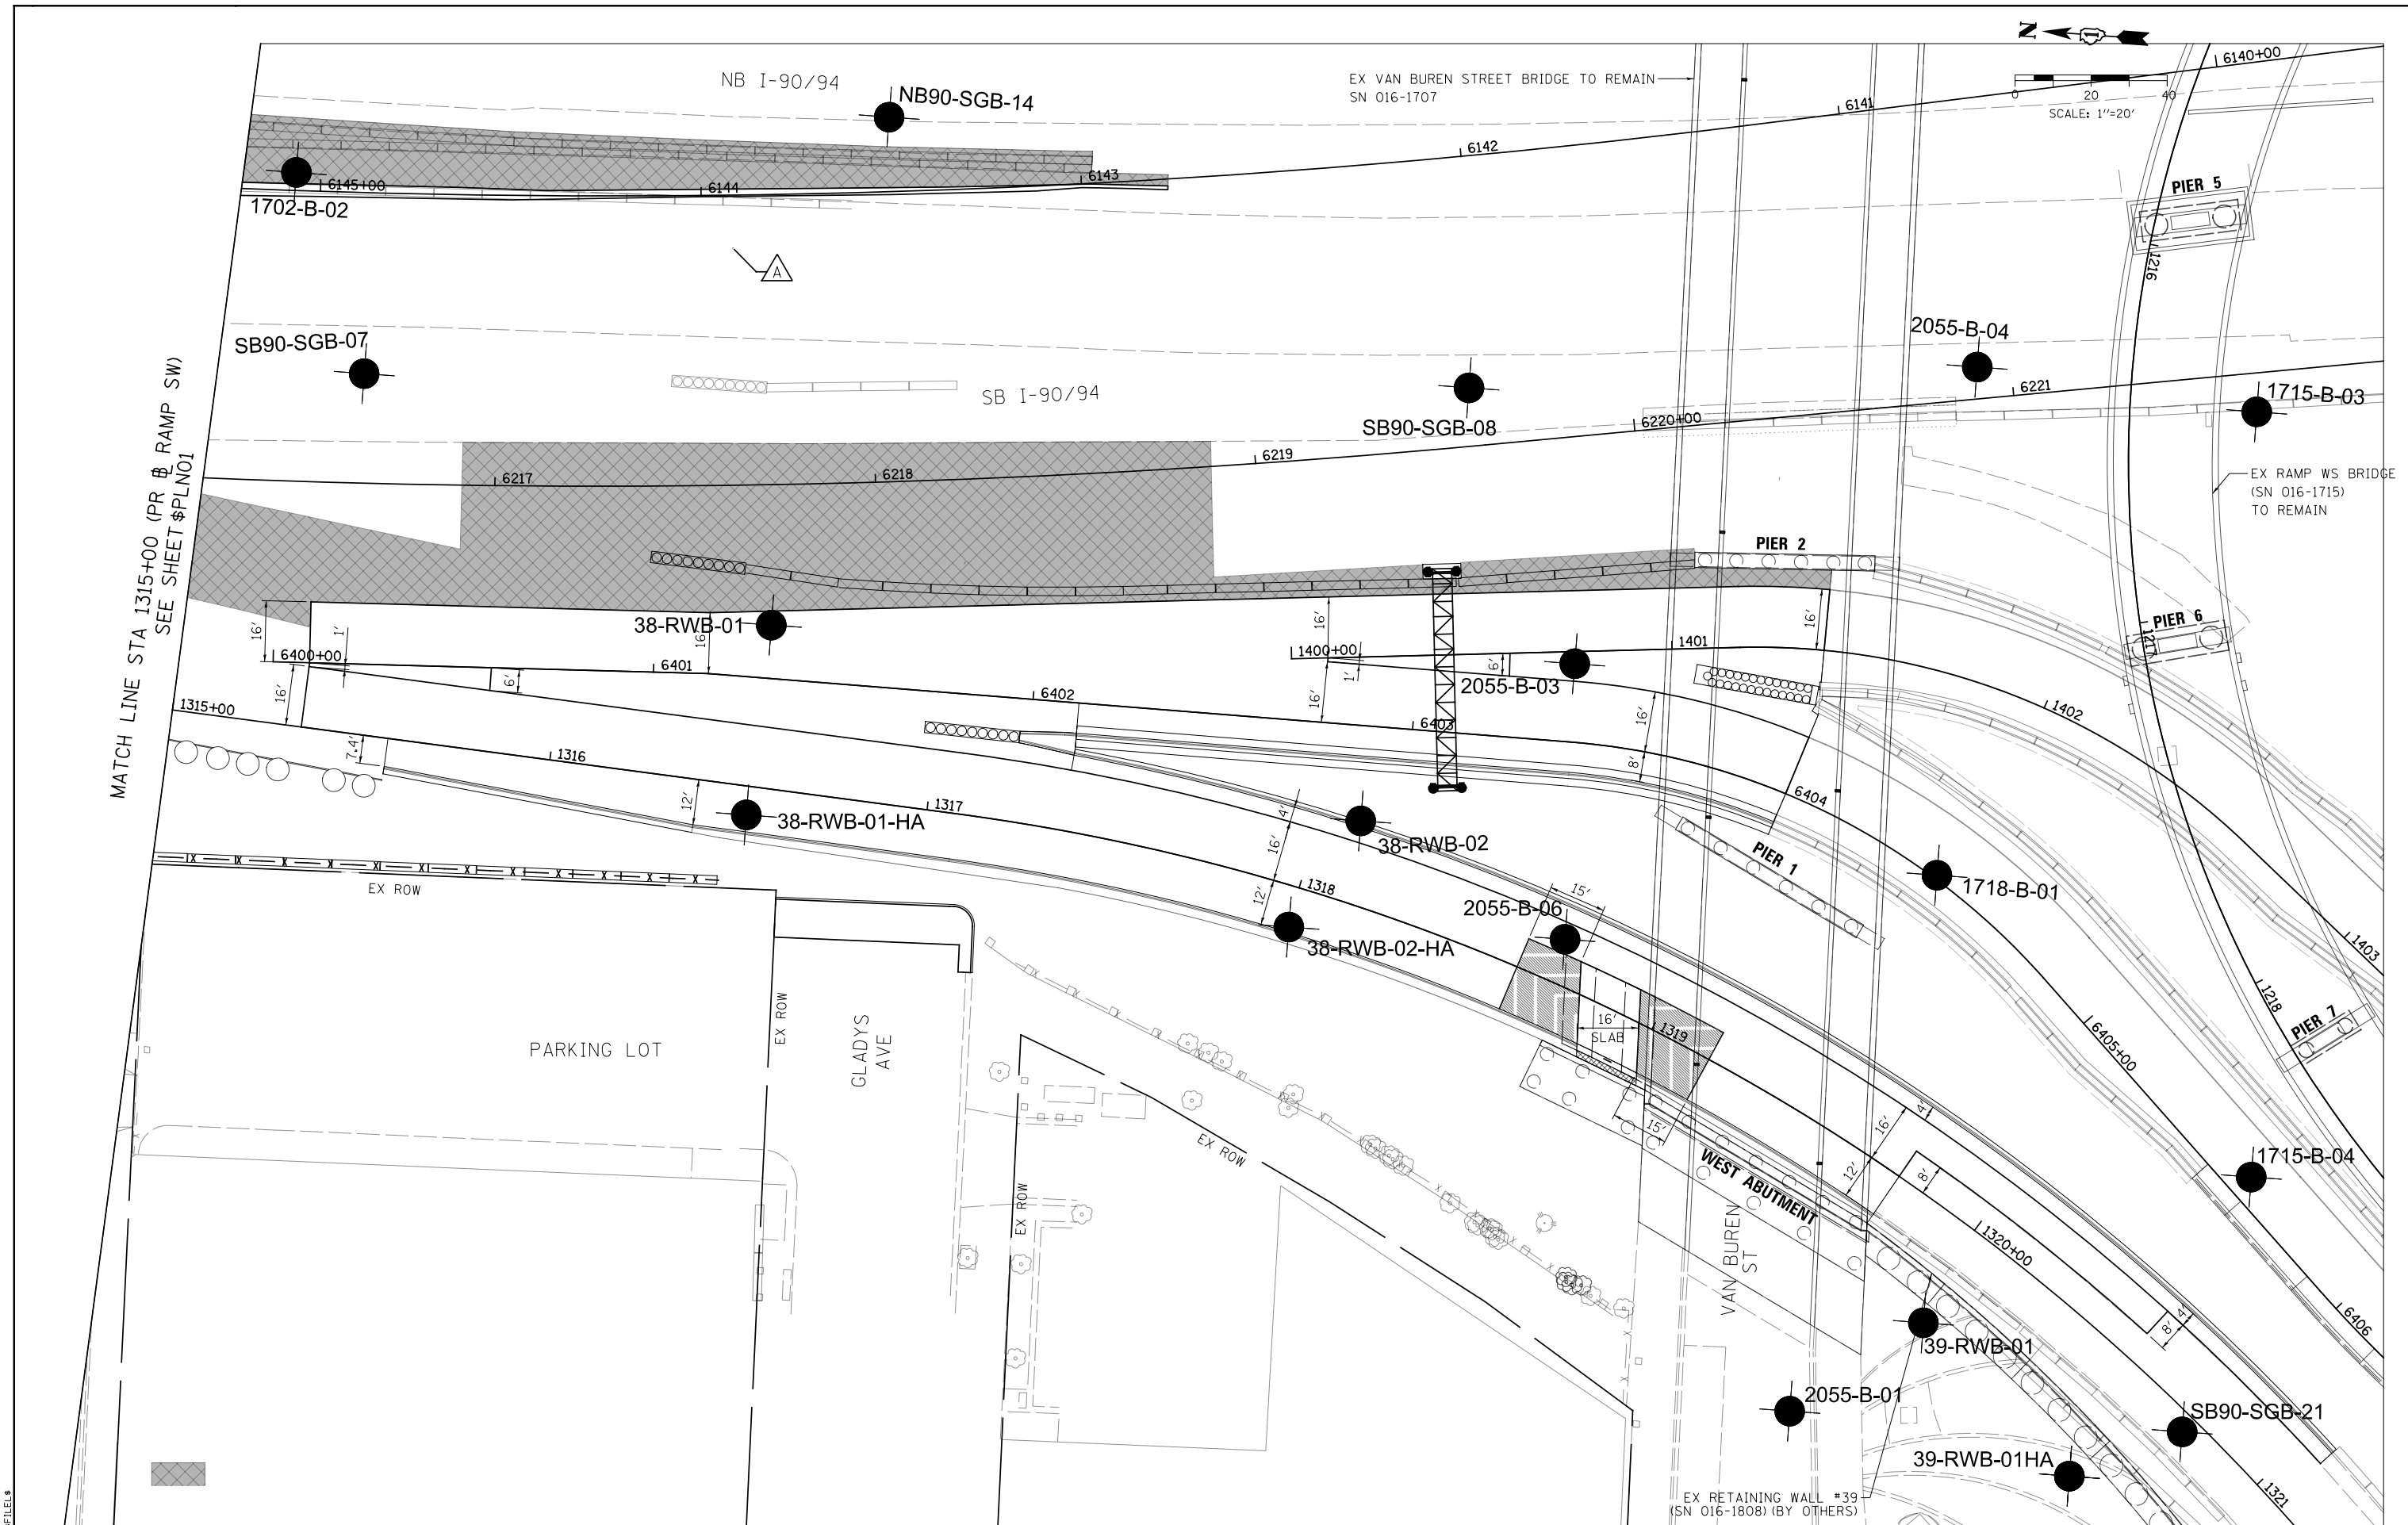 N
1
6140+00
NB I-90/94
NB90-SGB-14
EX VAN BUREN STREET BRIDGE TO REMAIN
SN 016-1707
6141
0 20 40
SCALE: 1''=20'
6142
6143
6144
6145+00
1702-B-02
PIER 5
1216
A
SB90-SGB-07
2055-B-04
SB I-90/94
6221
1715-B-03
SB90-SGB-08
6220+00
6219
6218
6217
EX RAMP WS BRIDGE
(SN 016-1715)
TO REMAIN
MATCH LINE STA 1315+00 (PR B RAMP SW)
SEE SHEET $PLN01
PIER 2
38-RWB-01
16'
1'
16'
16'
16'
PIER 6
1217
6400+00
6401
1400+00
1401
6'
1'
6'
16'
16'
2055-B-03
6402
6403
16'
1402
1315+00
7.4'
1316
8'
6404
12'
1317
38-RWB-01-HA
4'
16'
38-RWB-02
PIER 1
1718-B-01
EX ROW
1318
12'
15'
2055-B-06
38-RWB-02-HA
1403
1218
PIER 7
EX ROW
GLADYS
AVE
PARKING LOT
16'
SLAB
1319
6405+00
15'
4'
16'
12'
8'
EX ROW
WEST ABUTMENT
1715-B-04
EX ROW
VAN BUREN
ST
1320+00
4'
8'
6406
39-RWB-01
2055-B-01
SB90-SGB-21
39-RWB-01HA
1321
EX RETAINING WALL #39
(SN 016-1808) (BY OTHERS)